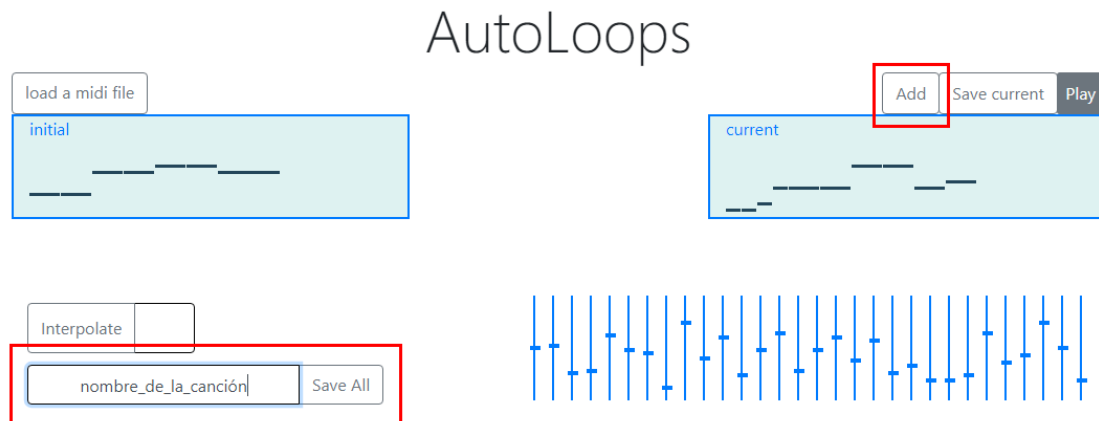 AutoLoops
load a midi file
Add Save current Play
initial
current
Interpolate
nombre_de_la_canción Save All